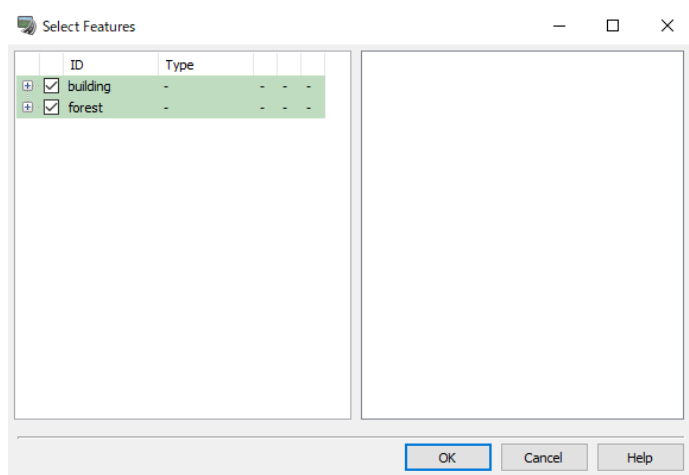 Select Features
ID Type
building - - - -
forest - - - -
OK Cancel Help